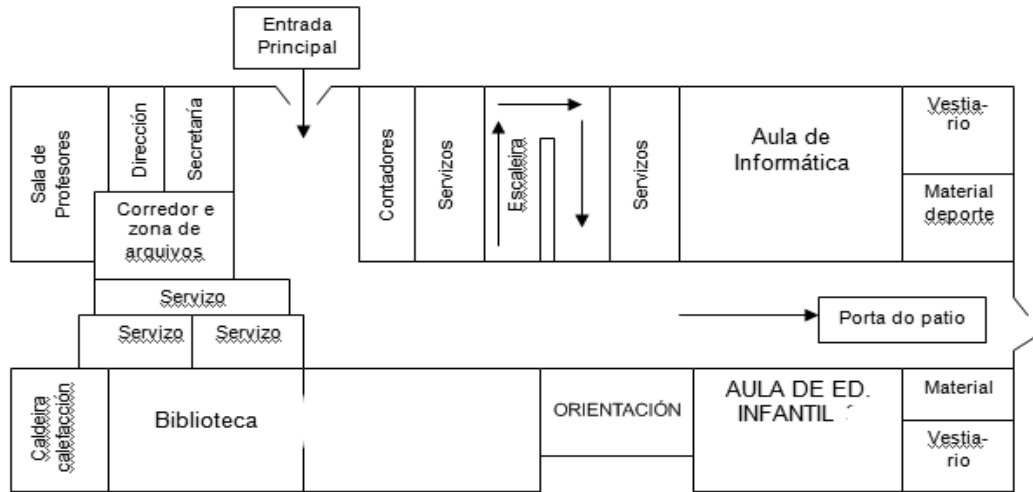 Entrada
Principal
Sala de
Profesores
Dirección
Secretaría
Contadores
Servizos
Escaleira
Servizos
Aula de
Informática
Vestia-
rio
Material
deporte
Corredor e
zona de
arquivos
Servizo
Servizo
Servizo
Porta do patio
Caldeira
calefacción
Biblioteca
ORIENTACIÓN
AULA DE ED.
INFANTIL
Material
Vestia-
rio